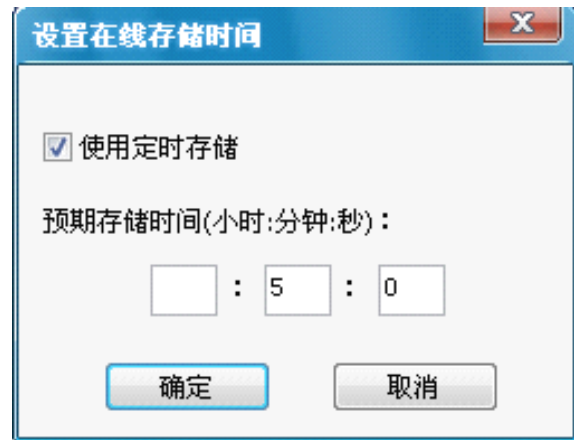 设置在线存储时间
使用定时存储
预期存储时间(小时:分钟:秒)：
: 5 : 0
确定 取消